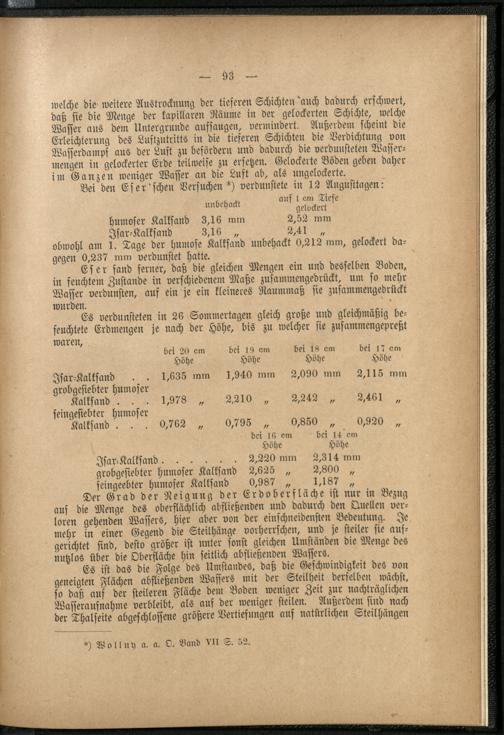 — 93 —
welche die weitere Austrocknung der tieferen Schichten auch dadurch erschwert,
daß sie die Menge der kapillaren Räume in der gelockerten Schichte, welche
Wasser aus dem Untergrunde aufsaugen, vermindert. Außerdem scheint die
Erleichterung des Luftzutritts in die tieferen Schichten die Verdichtung von
Wasserdampf aus der Luft zu befördern und dadurch die verdunsteten Wasser-
mengen in gelockerter Erde teilweise zu ersetzen. Gelockerte Böden geben daher
im Ganzen weniger Wasser an die Luft ab, als ungelockerte.
Bei den Eser'schen Versuchen *) verdunstete in 12 Augusttagen:
unbehackt auf 1 cm Tiefe
gelockert
humoser Kalksand 3,16 mm 2,52 mm
Isar-Kalksand 3,16 „ 2,41 „
obwohl am 1. Tage der humose Kalksand unbehackt 0,212 mm, gelockert da-
gegen 0,237 mm verdunstet hatte.
Eser fand ferner, daß die gleichen Mengen ein und desselben Boden,
in feuchtem Zustande in verschiedenem Maße zusammengedrückt, um so mehr
Wasser verdunsten, auf ein je ein kleineres Raummaß sie zusammengedrückt
wurden.
Es verdunsteten in 26 Sommertagen gleich große und gleichmäßig be-
feuchtete Erdmengen je nach der Höhe, bis zu welcher sie zusammengepreßt
waren,
bei 20 cm bei 19 cm bei 18 cm bei 17 cm
Höhe Höhe Höhe Höhe
Isar-Kalksand . . 1,635 mm 1,940 mm 2,090 mm 2,115 mm
grobgesiebter humoser
Kalksand . . . 1,978 „ 2,210 „ 2,242 „ 2,461 „
feingesiebter humoser
Kalksand . . . 0,762 „ 0,795 „ 0,850 „ 0,920 „
bei 16 cm bei 14 cm
Höhe Höhe
Isar-Kalksand . . . . . . 2,220 mm 2,314 mm
grobgesiebter humoser Kalksand 2,625 „ 2,800 „
feingeebter humoser Kalksand 0,987 „ 1,187 „
Der Grad der Neigung der Erdoberfläche ist nur in Bezug
auf die Menge des oberflächlich abfließenden und dadurch den Quellen ver-
loren gehenden Wassers, hier aber von der einschneidensten Bedeutung. Je
mehr in einer Gegend die Steilhänge vorherrschen, und je steiler sie auf-
gerichtet sind, desto größer ist unter sonst gleichen Umständen die Menge des
nutzlos über die Oberfläche hin seitlich abfließenden Wassers.
Es ist das die Folge des Umstandes, daß die Geschwindigkeit des von
geneigten Flächen abfließenden Wassers mit der Steilheit derselben wächst,
so daß auf der steileren Fläche dem Boden weniger Zeit zur nachträglichen
Wasseraufnahme verbleibt, als auf der weniger steilen. Außerdem sind nach
der Thalseite abgeschlossene größere Vertiefungen auf natürlichen Steilhängen
*) Wollny a. a. O. Band VII S. 52.